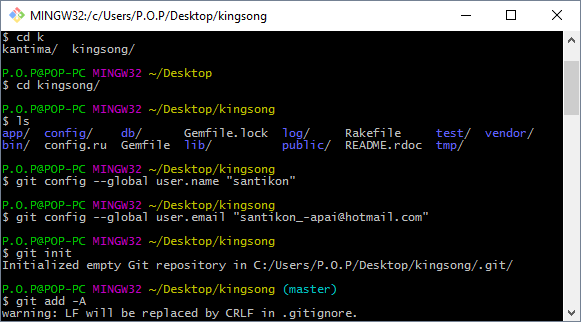 MINGW32:/c/Users/P.O.P/Desktop/kingsong
$ cd k
kantima/  kingsong/
P.O.P@POP-PC MINGW32 ~/Desktop
$ cd kingsong/
P.O.P@POP-PC MINGW32 ~/Desktop/kingsong
$ ls
app/  config/    db/      Gemfile.lock  log/     Rakefile     test/  vendor/
bin/  config.ru  Gemfile  lib/          public/  README.rdoc  tmp/
P.O.P@POP-PC MINGW32 ~/Desktop/kingsong
$ git config --global user.name "santikon"
P.O.P@POP-PC MINGW32 ~/Desktop/kingsong
$ git config --global user.email "santikon_-apai@hotmail.com"
P.O.P@POP-PC MINGW32 ~/Desktop/kingsong
$ git init
Initialized empty Git repository in C:/Users/P.O.P/Desktop/kingsong/.git/
P.O.P@POP-PC MINGW32 ~/Desktop/kingsong (master)
$ git add -A
warning: LF will be replaced by CRLF in .gitignore.